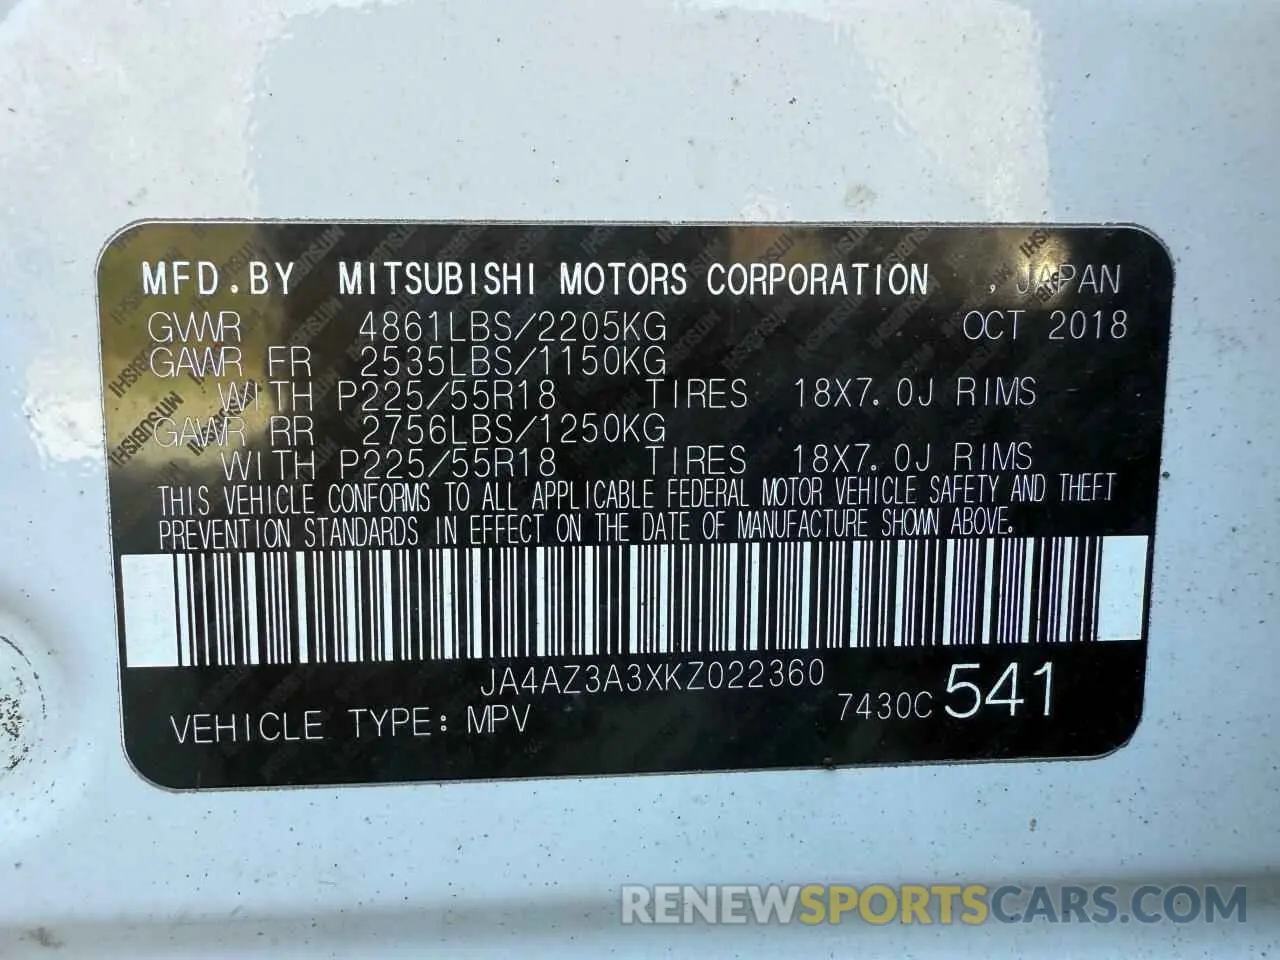 MFD.BY MITSUBISHI MOTORS CORPORATION , JAPAN
GVWR 4861LBS/2205KG OCT 2018
GAWR FR 2535LBS/1150KG
WITH P225/55R18 TIRES 18X7.0J RIMS
GAWR RR 2756LBS/1250KG
WITH P225/55R18 TIRES 18X7.0J RIMS
THIS VEHICLE CONFORMS TO ALL APPLICABLE FEDERAL MOTOR VEHICLE SAFETY AND THEFT
PREVENTION STANDARDS IN EFFECT ON THE DATE OF MANUFACTURE SHOWN ABOVE.
JA4AZ3A3XKZ022360
7430C 541
VEHICLE TYPE: MPV
RENEWSPORTSCARS.COM